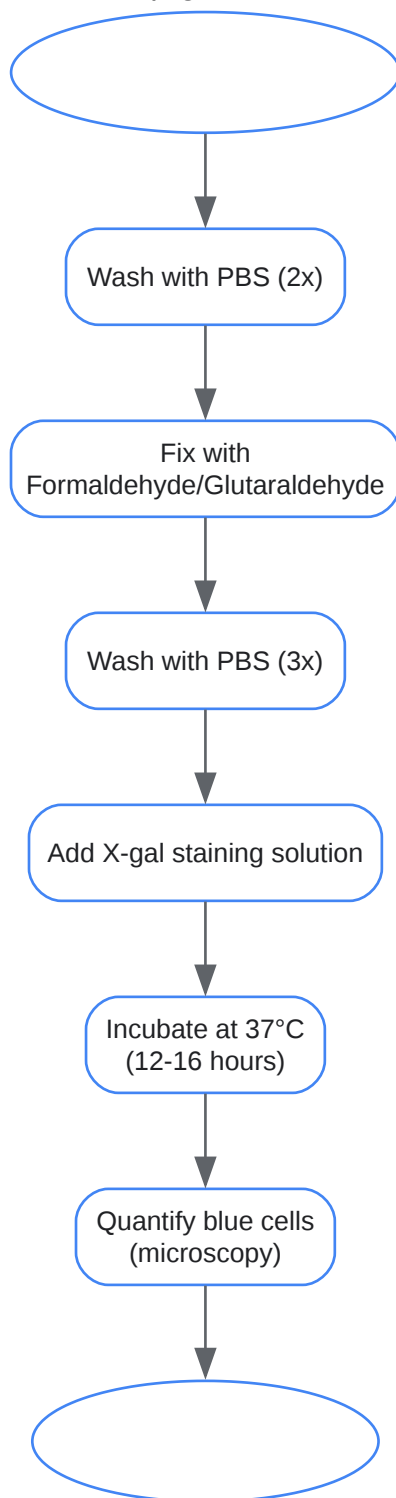 Wash with PBS (2x)
Fix with
Formaldehyde/Glutaraldehyde
Wash with PBS (3x)
Add X-gal staining solution
Incubate at 37°C
(12-16 hours)
Quantify blue cells
(microscopy)